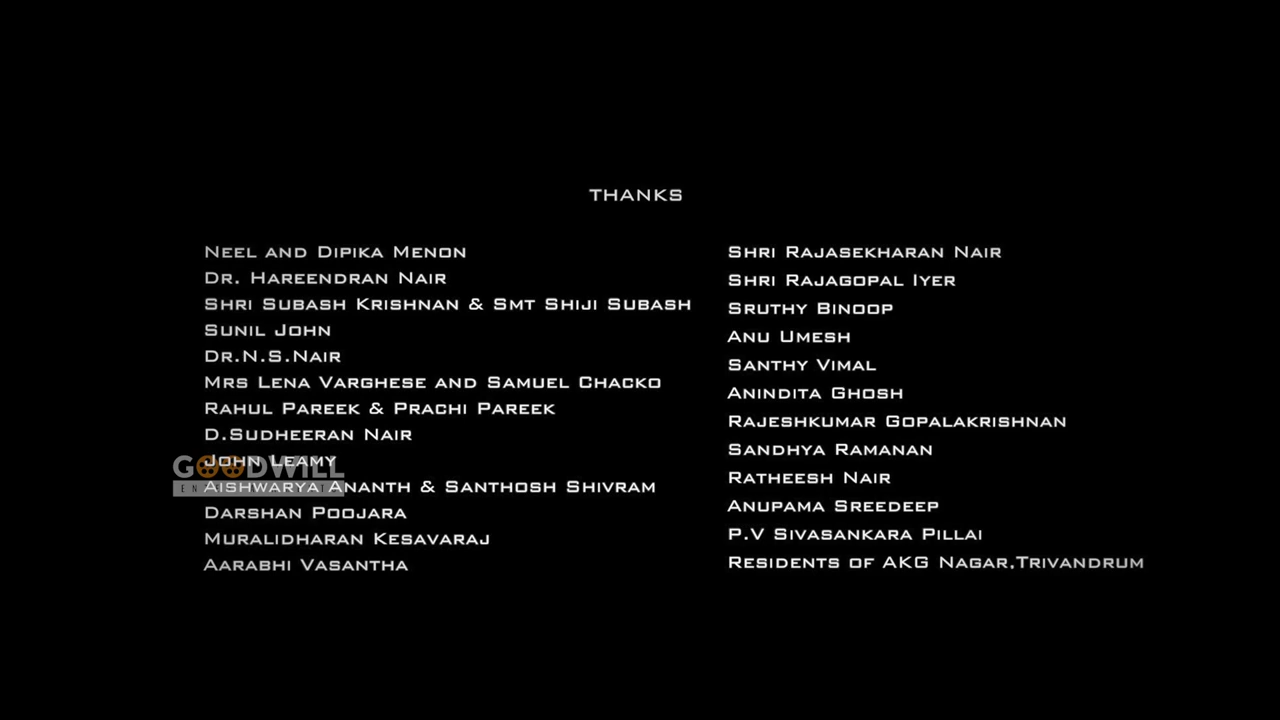 THANKS
NEEL AND DIPIKA MENON
DR. HAREENDRAN NAIR
SHRI SUBASH KRISHNAN & SMT SHIJI SUBASH
SUNIL JOHN
DR.N.S.NAIR
MRS LENA VARGHESE AND SAMUEL CHACKO
RAHUL PAREEK & PRACHI PAREEK
D.SUDHEERAN NAIR
JOHN LEAMY
AISHWARYA ANANTH & SANTHOSH SHIVRAM
DARSHAN POOJARA
MURALIDHARAN KESAVARAJ
AARABHI VASANTHA
SHRI RAJASEKHARAN NAIR
SHRI RAJAGOPAL IYER
SRUTHY BINOOP
ANU UMESH
SANTHY VIMAL
ANINDITA GHOSH
RAJESHKUMAR GOPALAKRISHNAN
SANDHYA RAMANAN
RATHEESH NAIR
ANUPAMA SREEDEEP
P.V SIVASANKARA PILLAI
RESIDENTS OF AKG NAGAR,TRIVANDRUM
GOODWILL